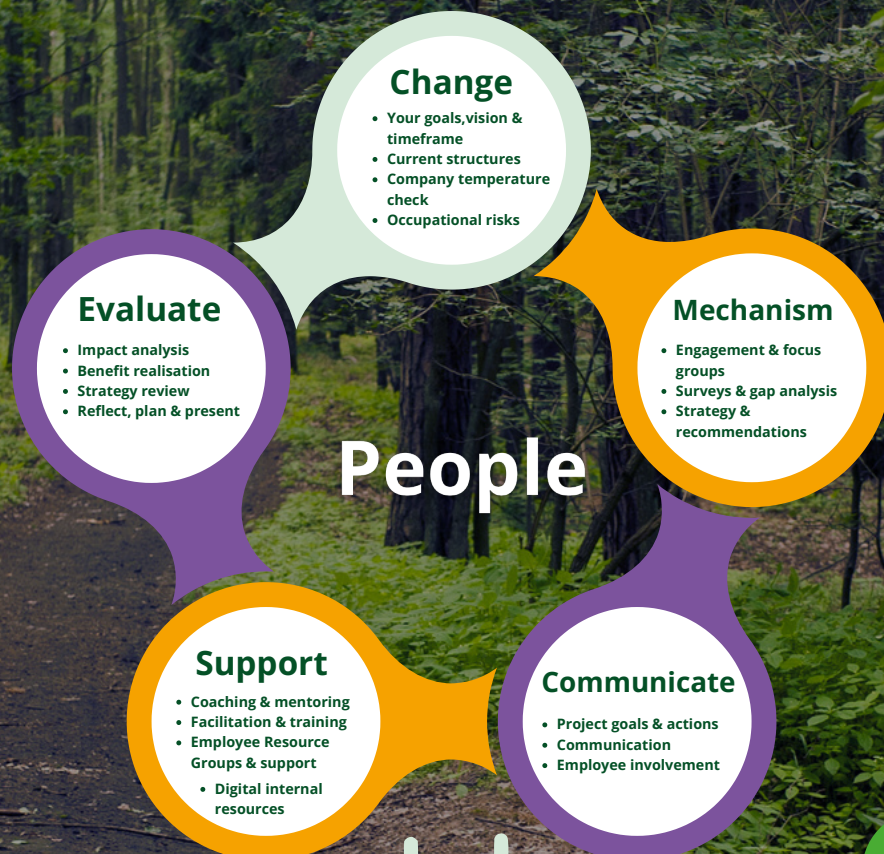 Change
• Your goals,vision &
timeframe
• Current structures
• Company temperature
check
• Occupational risks
Mechanism
• Engagement & focus
groups
• Surveys & gap analysis
• Strategy &
recommendations
Communicate
• Project goals & actions
• Communication
• Employee involvement
Support
• Coaching & mentoring
• Facilitation & training
• Employee Resource
Groups & support
• Digital internal
resources
Evaluate
• Impact analysis
• Benefit realisation
• Strategy review
• Reflect, plan & present
People